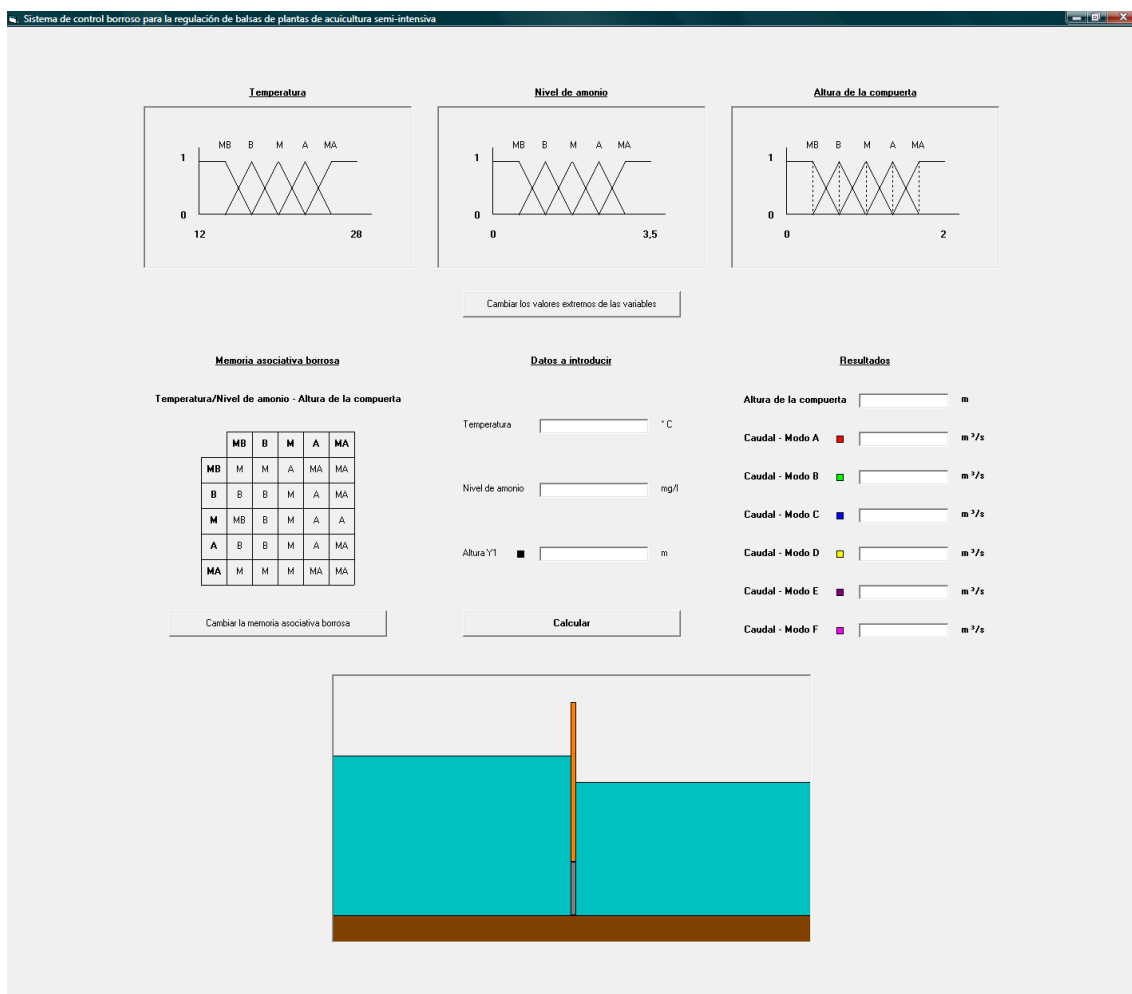 Sistema de control borroso para la regulación de balsas de plantas de acuicultura semi-intensiva
Temperatura
MB B M A MA
1
0
12 28
Nivel de amonio
MB B M A MA
1
0
0 3,5
Altura de la compuerta
MB B M A MA
1
0
0 2
Cambiar los valores extremos de las variables
Memoria asociativa borrosa
Temperatura/Nivel de amonio - Altura de la compuerta
MB B M A MA
MB M M A MA MA
B B B M A MA
M MB B M A A
A B B M A MA
MA M M M MA MA
Cambiar la memoria asociativa borrosa
Datos a introducir
Temperatura ° C
Nivel de amonio mg/l
Altura Y1 m
Calcular
Resultados
Altura de la compuerta m
Caudal - Modo A m ³/s
Caudal - Modo B m ³/s
Caudal - Modo C m ³/s
Caudal - Modo D m ³/s
Caudal - Modo E m ³/s
Caudal - Modo F m ³/s